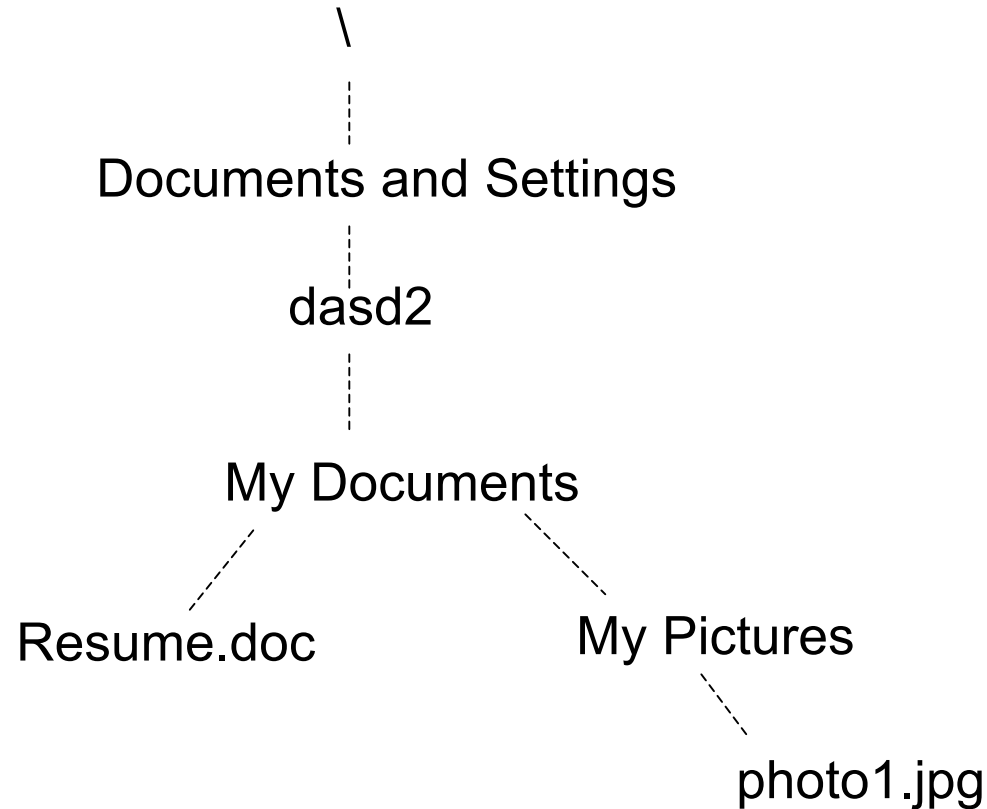 \
Documents and Settings
dasd2
My Documents
Resume.doc
My Pictures
photo1.jpg